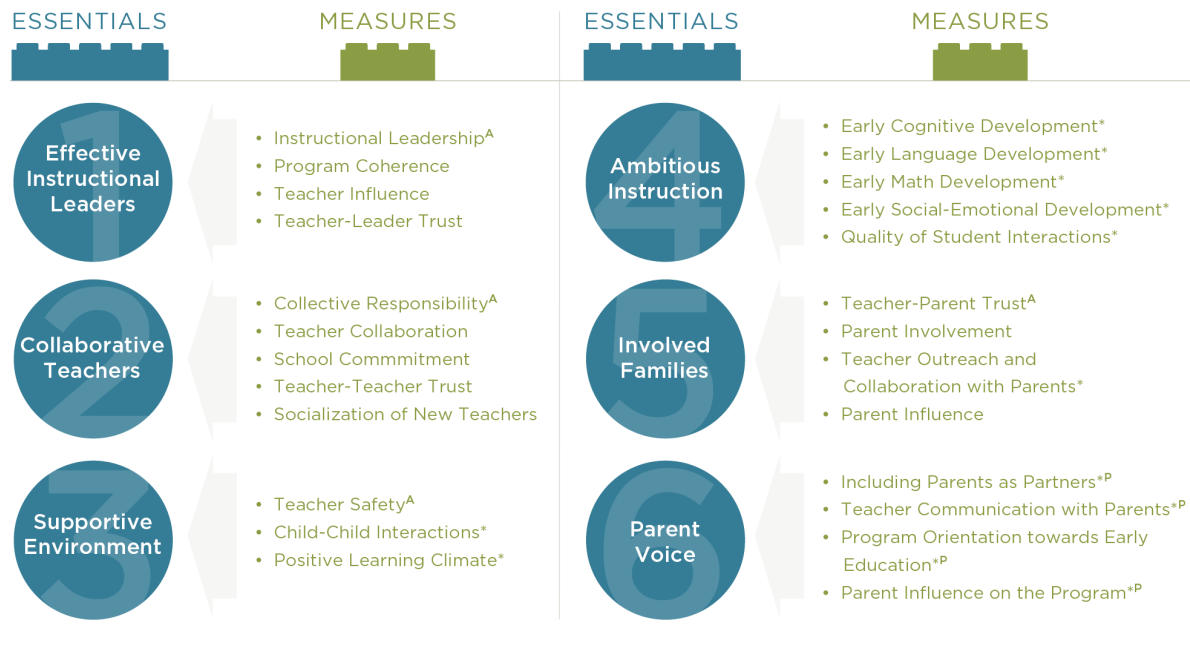 ESSENTIALS
MEASURES
1
Effective
Instructional
Leaders
• Instructional Leadershipᴬ
• Program Coherence
• Teacher Influence
• Teacher-Leader Trust
2
Collaborative
Teachers
• Collective Responsibilityᴬ
• Teacher Collaboration
• School Commmitment
• Teacher-Teacher Trust
• Socialization of New Teachers
3
Supportive
Environment
• Teacher Safetyᴬ
• Child-Child Interactions*
• Positive Learning Climate*
ESSENTIALS
MEASURES
4
Ambitious
Instruction
• Early Cognitive Development*
• Early Language Development*
• Early Math Development*
• Early Social-Emotional Development*
• Quality of Student Interactions*
5
Involved
Families
• Teacher-Parent Trustᴬ
• Parent Involvement
• Teacher Outreach and
Collaboration with Parents*
• Parent Influence
6
Parent
Voice
• Including Parents as Partners*ᴾ
• Teacher Communication with Parents*ᴾ
• Program Orientation towards Early
Education*ᴾ
• Parent Influence on the Program*ᴾ